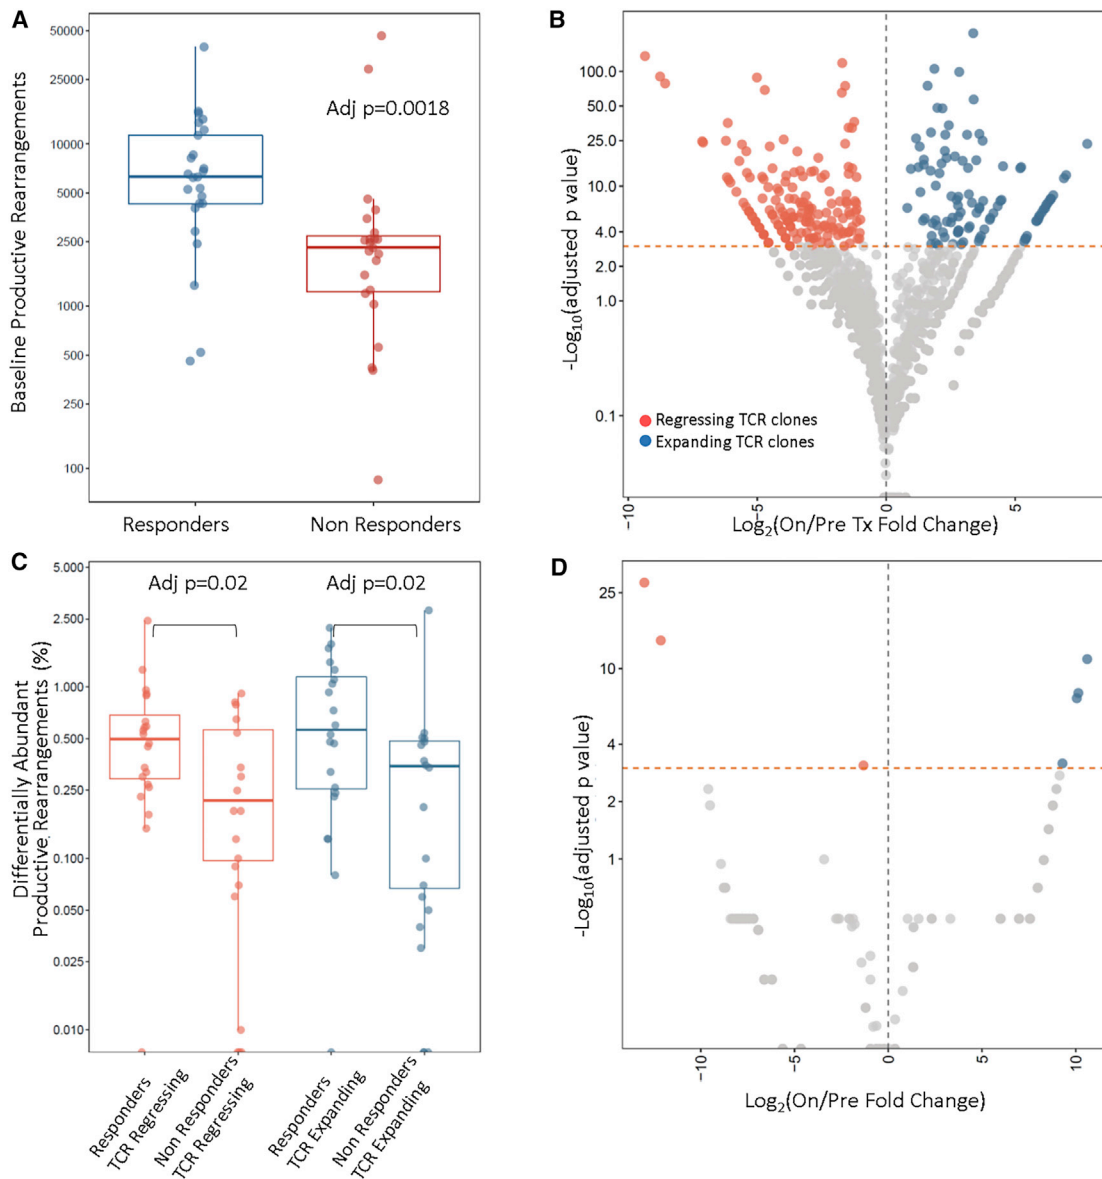 A
Baseline Productive Rearrangements
50000
25000
10000
5000
2500
1000
500
250
100
Adj p=0.0018
Responders
Non Responders
B
-Log10(adjusted p value)
100.0
50.0
25.0
10.0
4.0
2.0
1.0
0.1
Regressing TCR clones
Expanding TCR clones
-10
-5
0
5
Log2(On/Pre Tx Fold Change)
C
Differentially Abundant
Productive Rearrangements (%)
5.000
2.500
1.000
0.500
0.250
0.100
0.050
0.025
0.010
Adj p=0.02
Adj p=0.02
Responders
TCR Regressing
Non Responders
TCR Regressing
Responders
TCR Expanding
Non Responders
TCR Expanding
D
-Log10(adjusted p value)
25
10
4
2
1
-10
-5
0
5
10
Log2(On/Pre Fold Change)